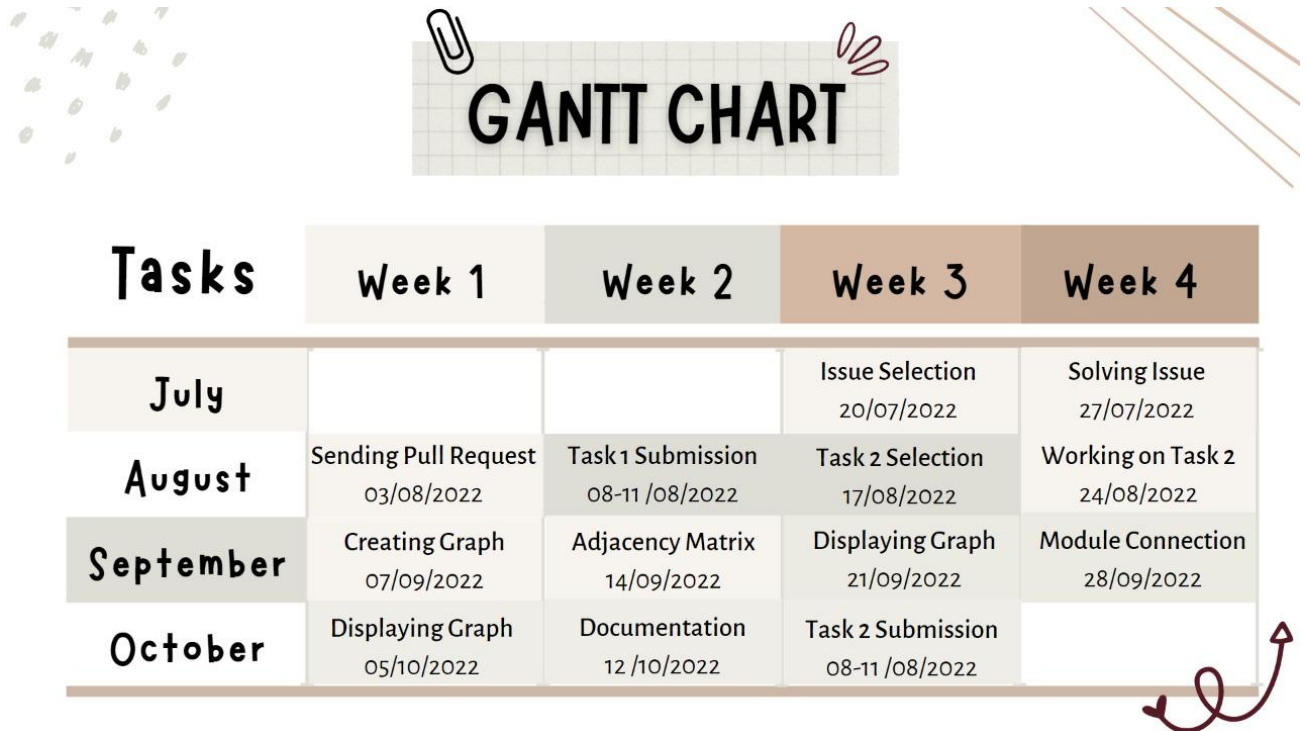 GANTT CHART
Tasks
Week 1
Week 2
Week 3
Week 4
July
Issue Selection
20/07/2022
Solving Issue
27/07/2022
August
Sending Pull Request
03/08/2022
Task 1 Submission
08-11 /08/2022
Task 2 Selection
17/08/2022
Working on Task 2
24/08/2022
September
Creating Graph
07/09/2022
Adjacency Matrix
14/09/2022
Displaying Graph
21/09/2022
Module Connection
28/09/2022
October
Displaying Graph
05/10/2022
Documentation
12 /10/2022
Task 2 Submission
08-11 /08/2022